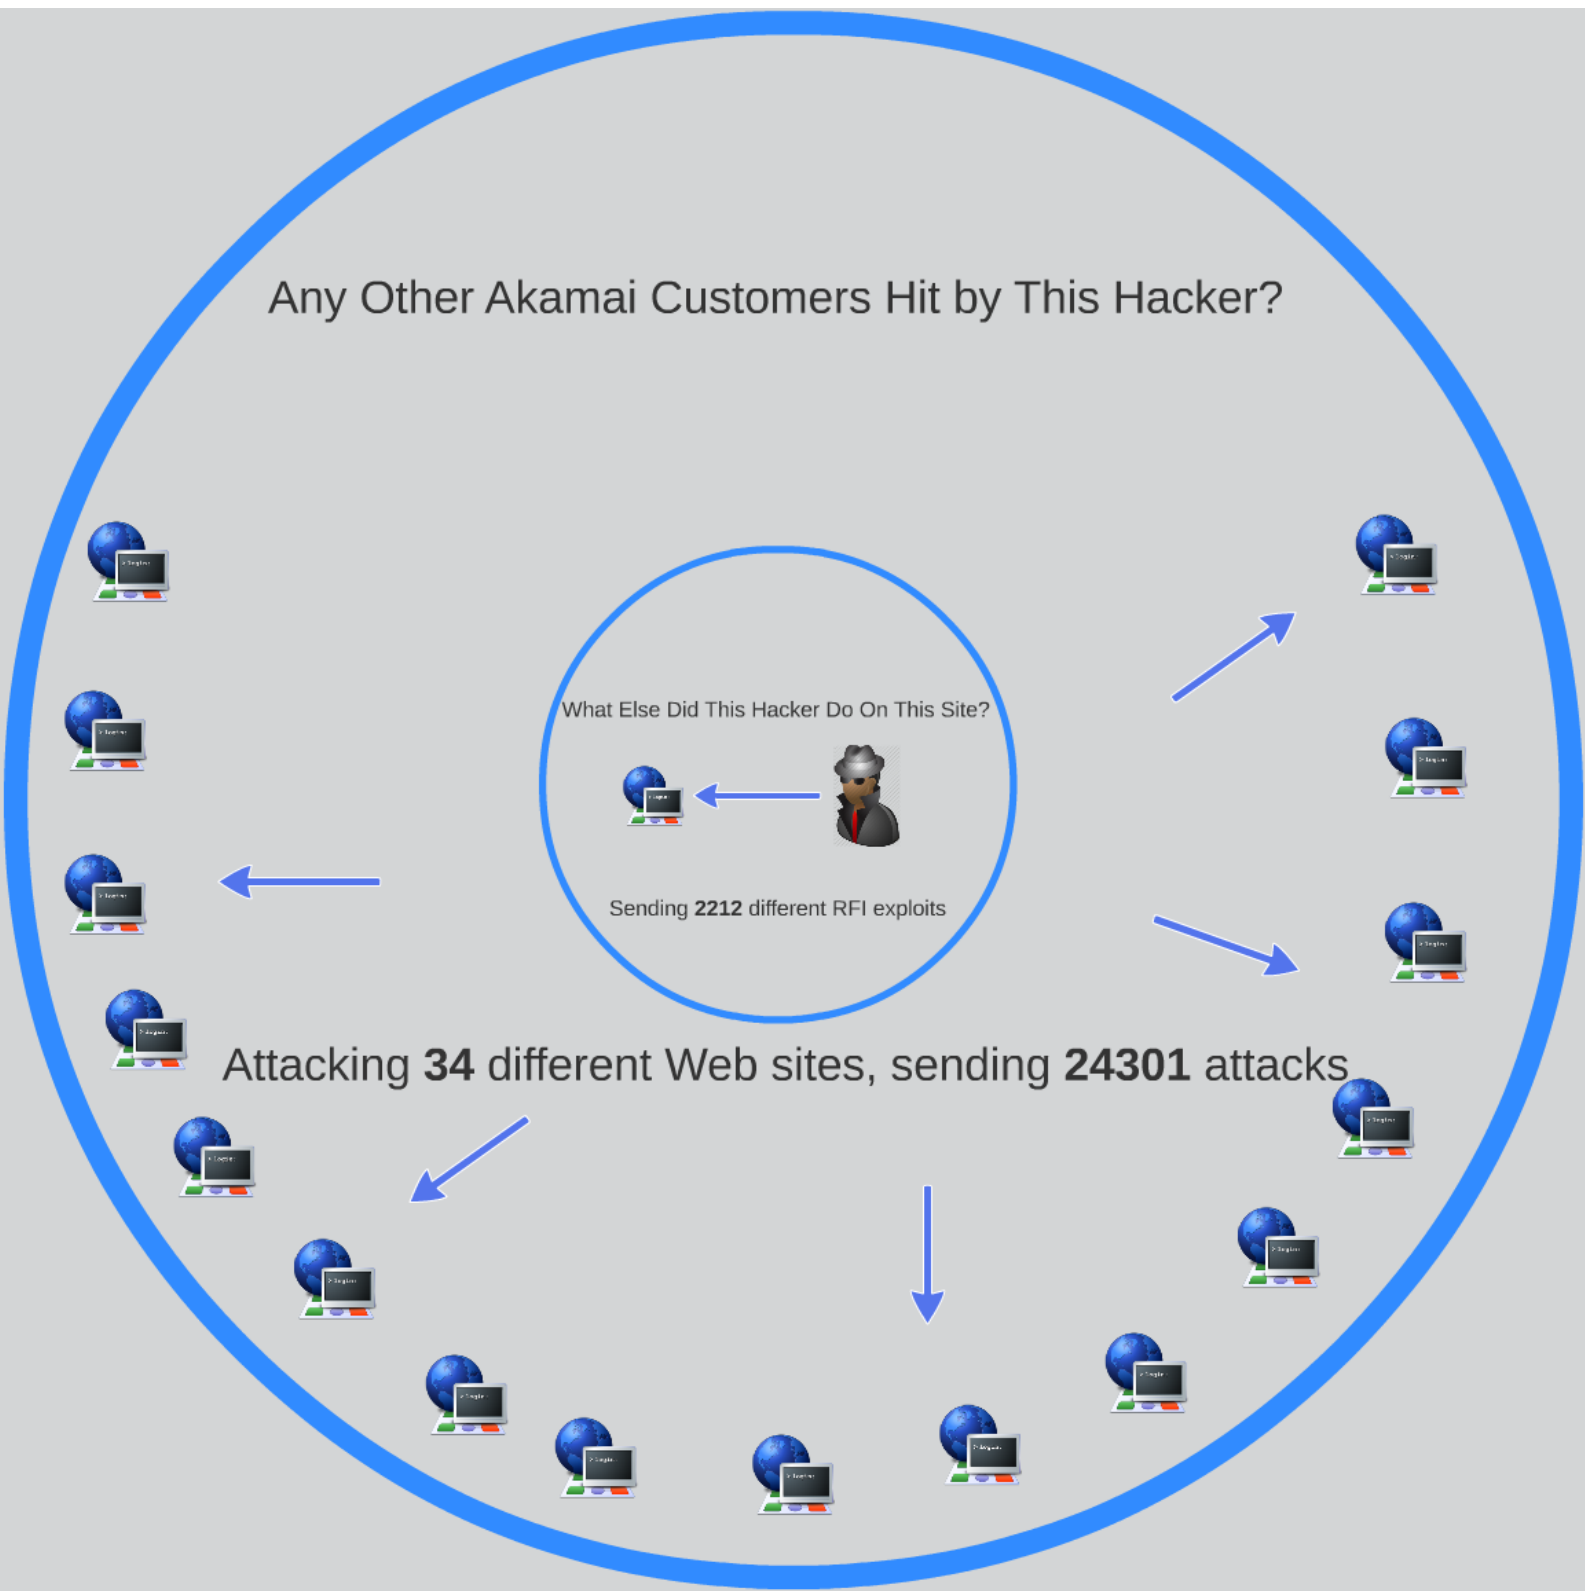 Any Other Akamai Customers Hit by This Hacker?
What Else Did This Hacker Do On This Site?
Sending 2212 different RFI exploits
Attacking 34 different Web sites, sending 24301 attacks